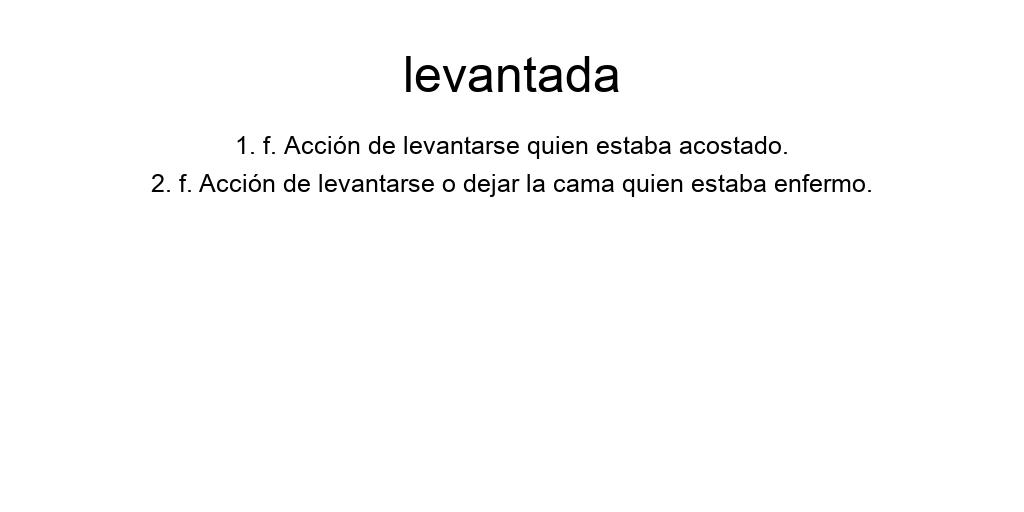 levantada
1. f. Acción de levantarse quien estaba acostado.
2. f. Acción de levantarse o dejar la cama quien estaba enfermo.